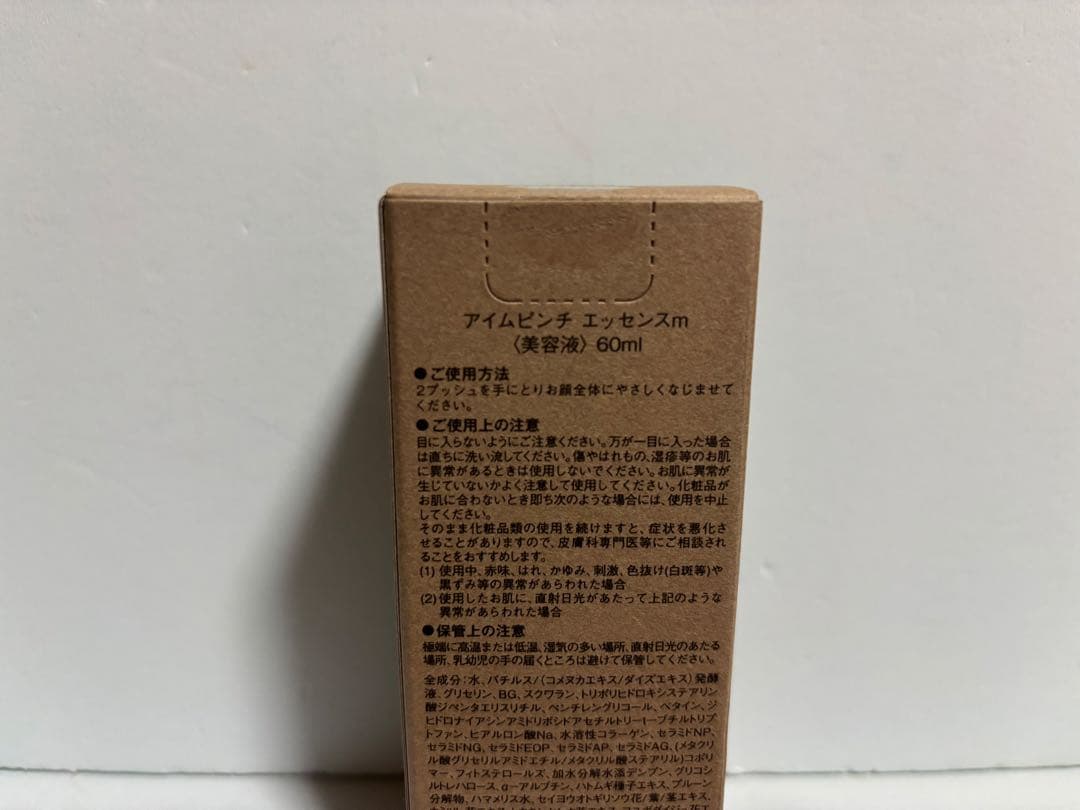 アイムピンチ エッセンスm
〈美容液〉60ml
●ご使用方法
2プッシュを手にとりお顔全体にやさしくなじませて
ください。
●ご使用上の注意
目に入らないようにご注意ください。万が一目に入った場合
は直ちに洗い流してください。傷やはれもの、湿疹等のお肌
に異常があるときは使用しないでください。お肌に異常が
生じていないかよく注意して使用してください。化粧品が
お肌に合わないとき即ち次のような場合には、使用を中止
してください。
そのまま化粧品類の使用を続けますと、症状を悪化さ
せることがありますので、皮膚科専門医等にご相談され
ることをおすすめします。
(1) 使用中、赤味、はれ、かゆみ、刺激、色抜け(白斑等)や
黒ずみ等の異常があらわれた場合
(2) 使用したお肌に、直射日光があたって上記のような
異常があらわれた場合
●保管上の注意
極端に高温または低温、湿気の多い場所、直射日光のあたる
場所、乳幼児の手の届くところは避けて保管してください。
全成分：水、バチルス/(コメヌカエキス/ダイズエキス)発酵
液、グリセリン、BG、スクワラン、トリポリヒドロキシステアリン
酸ジペンタエリスリチル、ペンチレングリコール、ベタイン、ジ
ヒドロナイアシンアミドリボシドアセチルトリートーブチルトリプ
トファン、ヒアルロン酸Na、水溶性コラーゲン、セラミドNP、
セラミドNG、セラミドEOP、セラミドAP、セラミドAG、(メタクリ
ル酸グリセリルアミドエチル/メタクリル酸ステアリル)コポリ
マー、フィトステロールズ、加水分解水添デンプン、グリコシ
ルトレハロース、α-アルブチン、ハトムギ種子エキス、プルーン
分解物、ハマメリス水、セイヨウオトギリソウ花/葉/茎エキス、